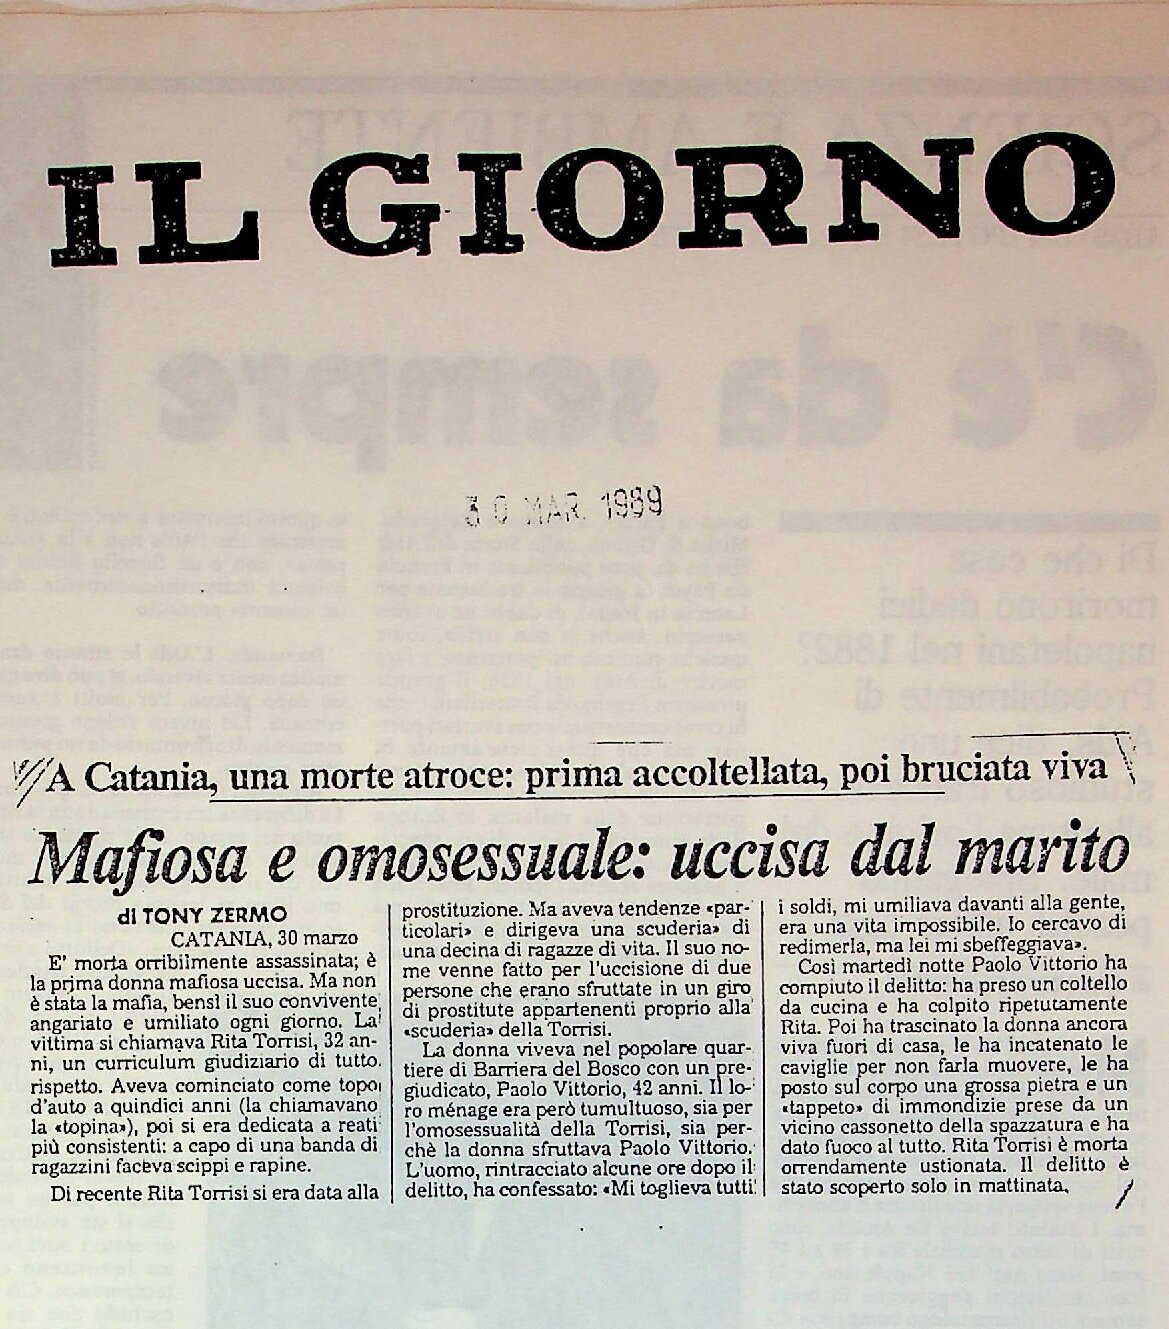 IL GIORNO
30 MAR. 1989
A Catania, una morte atroce: prima accoltellata, poi bruciata viva
Mafiosa e omosessuale: uccisa dal marito
di TONY ZERMO
CATANIA, 30 marzo
E' morta orribilmente assassinata; è
la prima donna mafiosa uccisa. Ma non
è stata la mafia, bensì il suo convivente
angariato e umiliato ogni giorno. La
vittima si chiamava Rita Torrisi, 32 an-
ni, un curriculum giudiziario di tutto
rispetto. Aveva cominciato come topo
d'auto a quindici anni (la chiamavano
la «topina»), poi si era dedicata a reati
più consistenti: a capo di una banda di
ragazzini faceva scippi e rapine.
Di recente Rita Torrisi si era data alla
prostituzione. Ma aveva tendenze «par-
ticolari» e dirigeva una scuderia» di
una decina di ragazze di vita. Il suo no-
me venne fatto per l'uccisione di due
persone che erano sfruttate in un giro
di prostitute appartenenti proprio alla
«scuderia» della Torrisi.
La donna viveva nel popolare quar-
tiere di Barriera del Bosco con un pre-
giudicato, Paolo Vittorio, 42 anni. Il lo-
ro ménage era però tumultuoso, sia per
l'omosessualità della Torrisi, sia per-
chè la donna sfruttava Paolo Vittorio.
L'uomo, rintracciato alcune ore dopo il
delitto, ha confessato: «Mi toglieva tutti
i soldi, mi umiliava davanti alla gente,
era una vita impossibile. Io cercavo di
redimerla, ma lei mi sbeffeggiava».
Così martedì notte Paolo Vittorio ha
compiuto il delitto: ha preso un coltello
da cucina e ha colpito ripetutamente
Rita. Poi ha trascinato la donna ancora
viva fuori di casa, le ha incatenato le
caviglie per non farla muovere, le ha
posto sul corpo una grossa pietra e un
«tappeto» di immondizie prese da un
vicino cassonetto della spazzatura e ha
dato fuoco al tutto. Rita Torrisi è morta
orrendamente ustionata. Il delitto è
stato scoperto solo in mattinata.